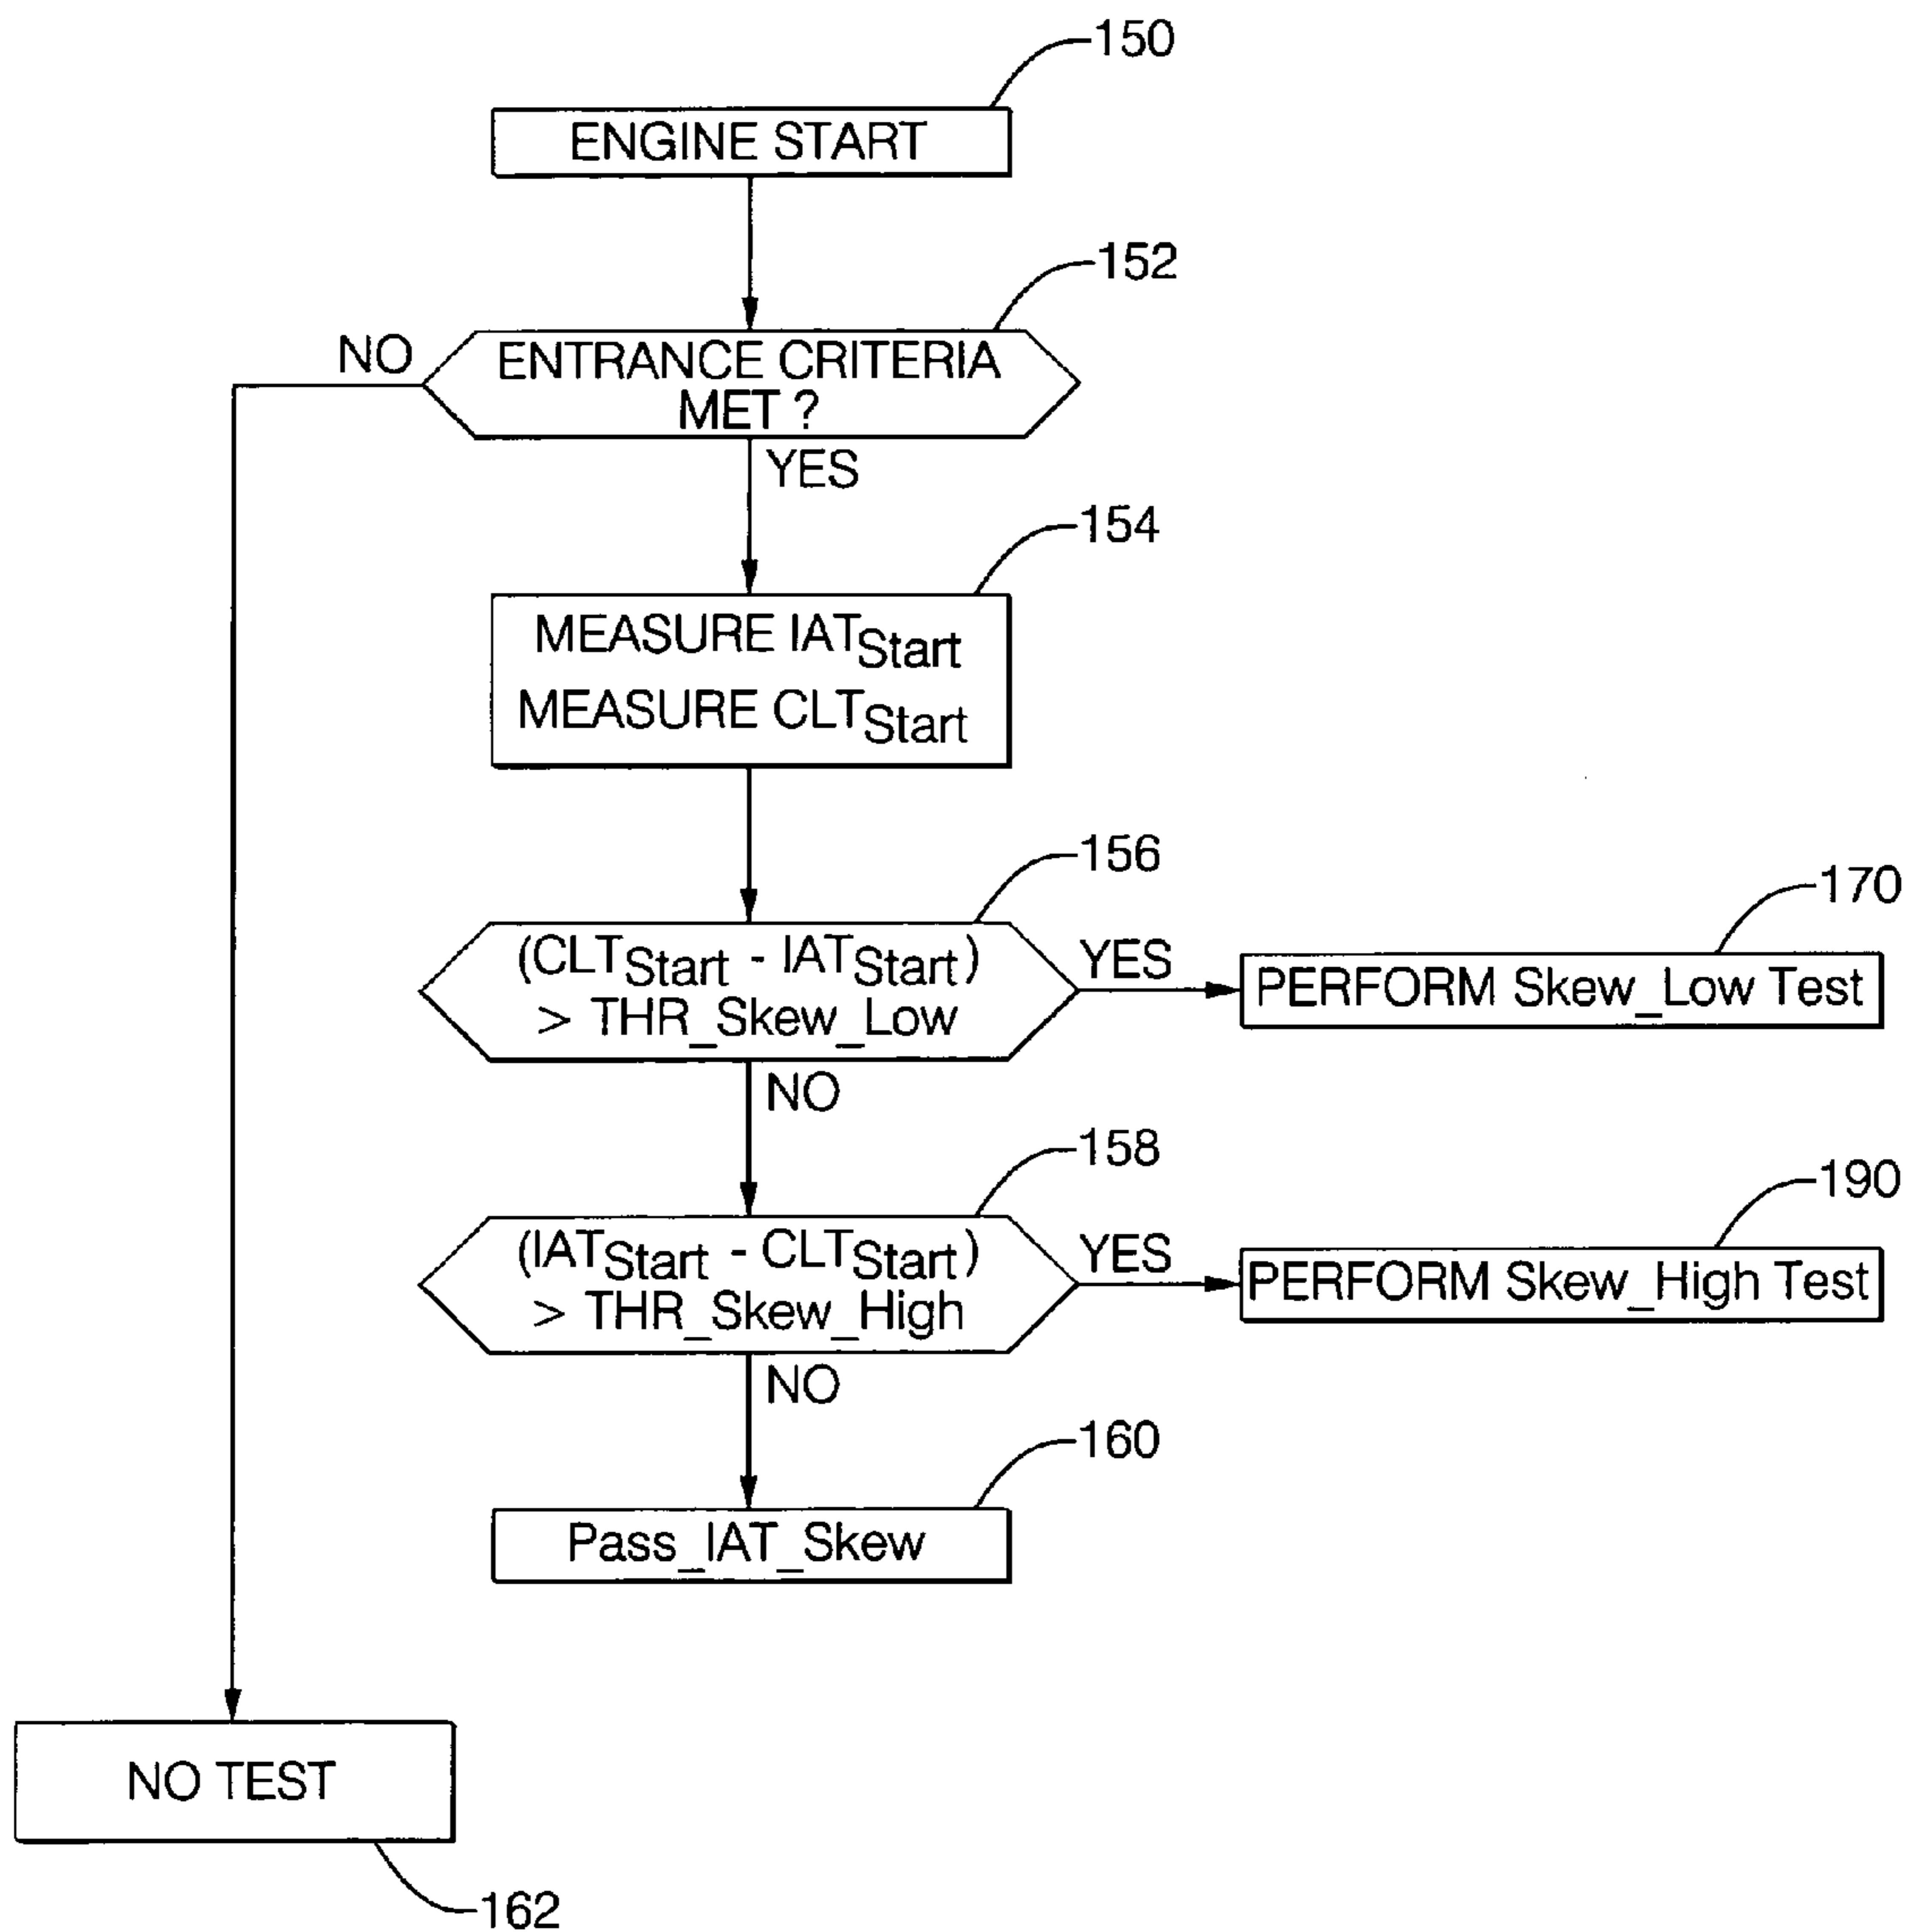 150
ENGINE START
152
NO
ENTRANCE CRITERIA
MET ?
YES
154
MEASURE IATStart
MEASURE CLTStart
156
170
(CLTStart - IATStart)
> THR_Skew_Low
YES
PERFORM Skew_Low Test
NO
158
190
(IATStart - CLTStart)
> THR_Skew_High
YES
PERFORM Skew_High Test
NO
160
Pass_IAT_Skew
NO TEST
162